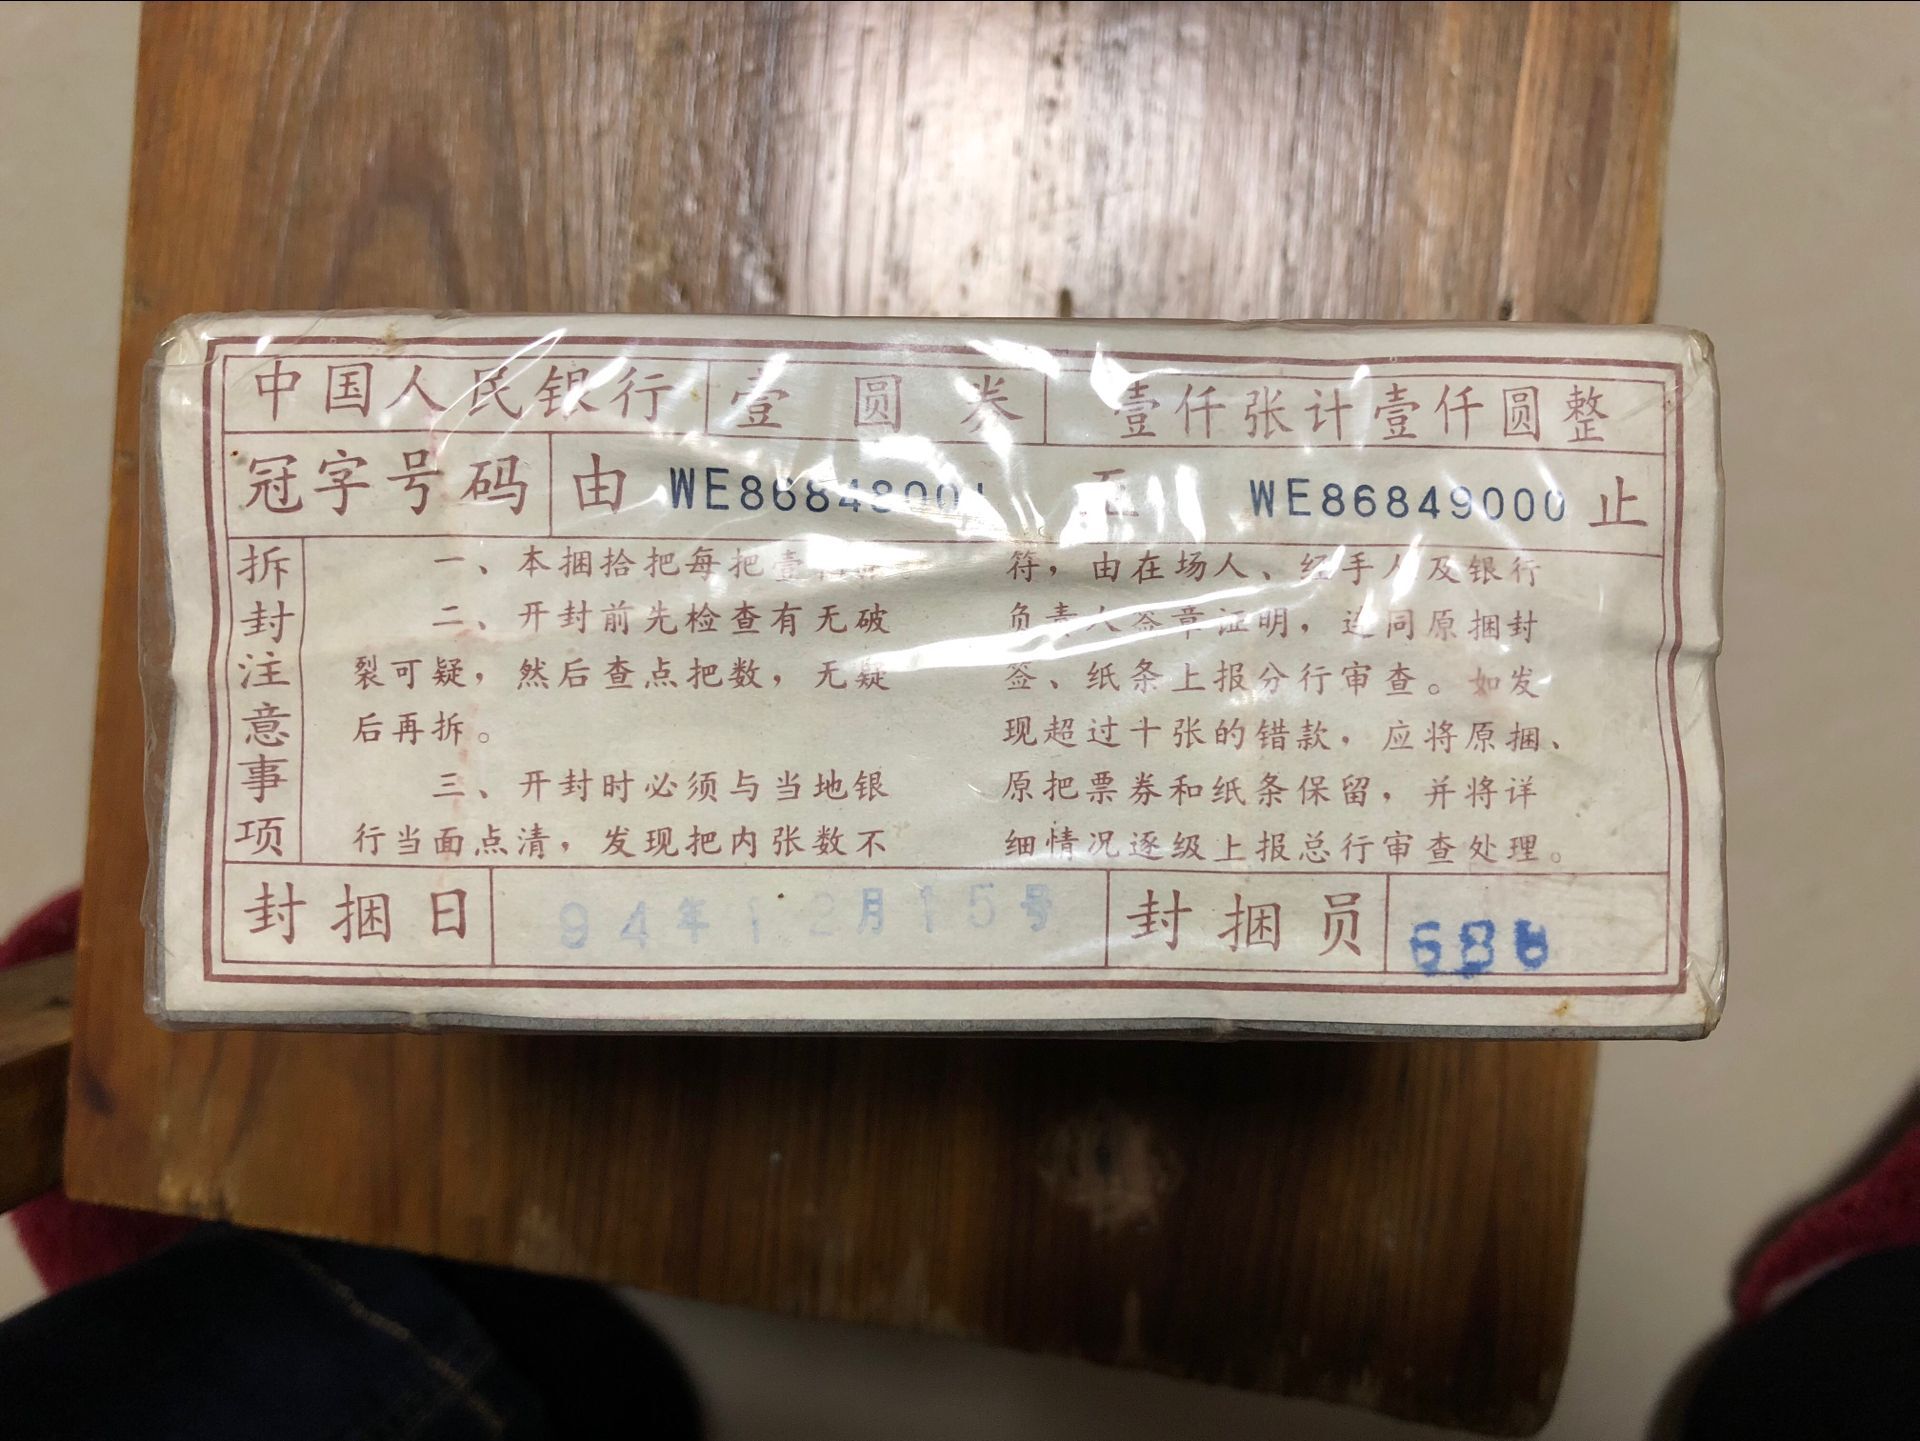 中国人民银行 壹圆券 壹仟张计壹仟圆整
冠字号码 由 WE86848001 至 WE86849000 止
拆封注意事项
一、本捆拾把每把壹
二、开封前先检查有无破
裂可疑，然后查点把数，无疑
后再拆。
三、开封时必须与当地银
行当面点清，发现把内张数不
符，由在场人、经手人及银行
负责人签章证明，连同原捆封
签、纸条上报分行审查。如发
现超过十张的错款，应将原捆、
原把票券和纸条保留，并将详
细情况逐级上报总行审查处理。
封捆日 94年12月15号 封捆员